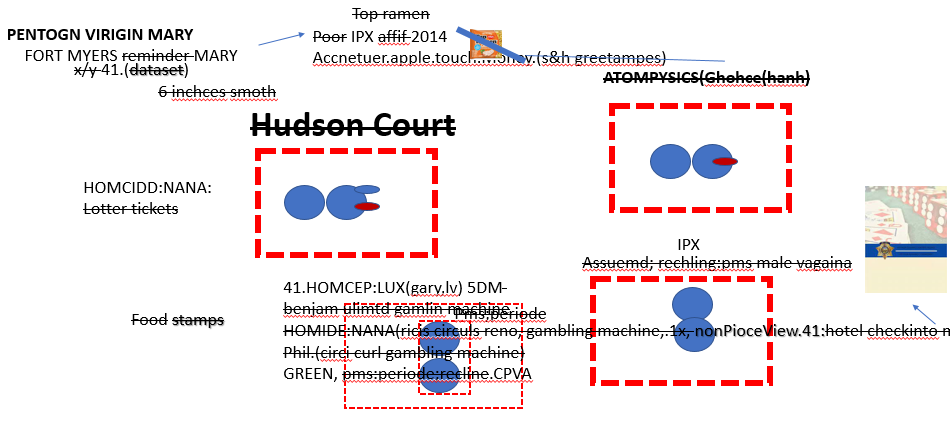 Top ramen
PENTOGN VIRIGIN MARY
Poor IPX affif 2014
FORT MYERS reminder MARY
Accnetuer.apple.touch. (s&h greetampes)
x/y 41.(dataset)
ATOMPYSICS(Ghohce(hanh)
6 inchces smoth
Hudson Court
HOMCIDD:NANA:
Lotter tickets
IPX
Assuemd; rechling:pms male vagaina
41.HOMCEP:LUX(gary,lv) 5DM-
benjam ulimtd gamlin machine
Pms;periode
Food stamps
HOMIDE:NANA(ricis circuls reno, gambling machine,.1x, nonPioceView.41:hotel checkinto n
Phil.(circi curl gambling machine)
GREEN, pms:periode:recline.CPVA